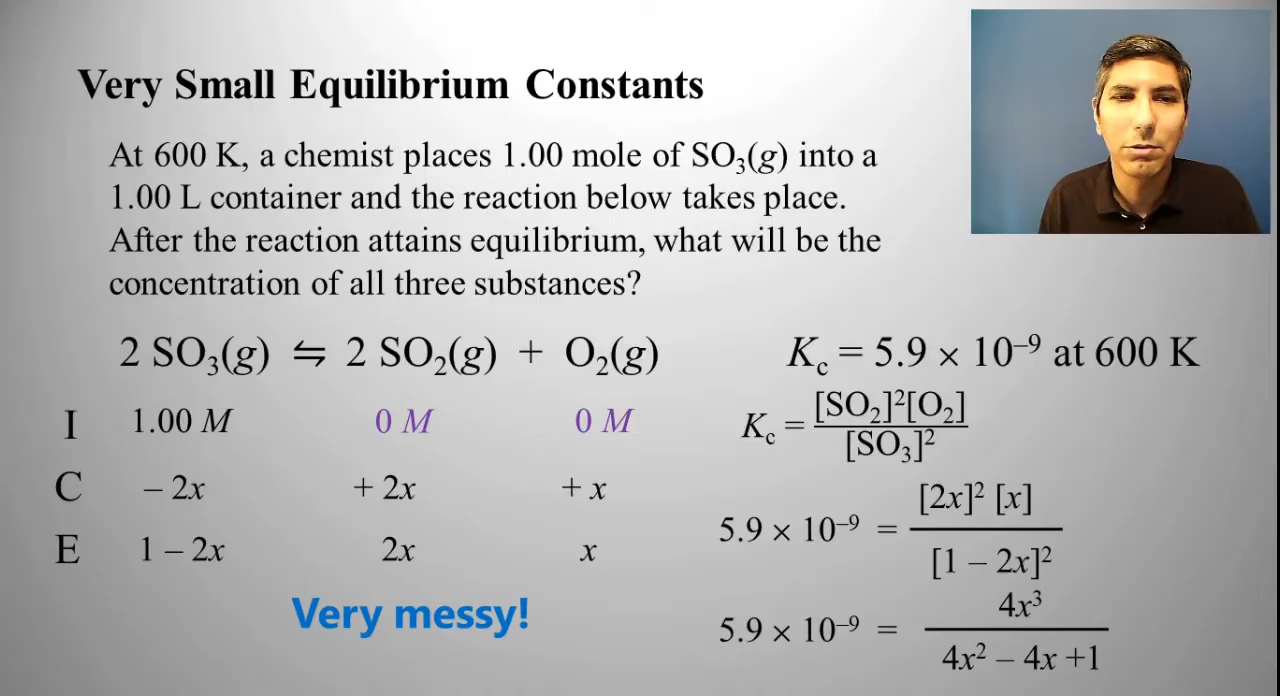 Very Small Equilibrium Constants
At 600 K, a chemist places 1.00 mole of SO₃(g) into a
1.00 L container and the reaction below takes place.
After the reaction attains equilibrium, what will be the
concentration of all three substances?
2 SO₃(g) ⇋ 2 SO₂(g) + O₂(g)
K꜀ = 5.9 × 10⁻⁹ at 600 K
I 1.00 M 0 M 0 M
K꜀ = [SO₂]²[O₂] / [SO₃]²
C – 2x + 2x + x
E 1 – 2x 2x x
5.9 × 10⁻⁹ = [2x]² [x] / [1 – 2x]²
Very messy!
5.9 × 10⁻⁹ = 4x³ / 4x² – 4x +1